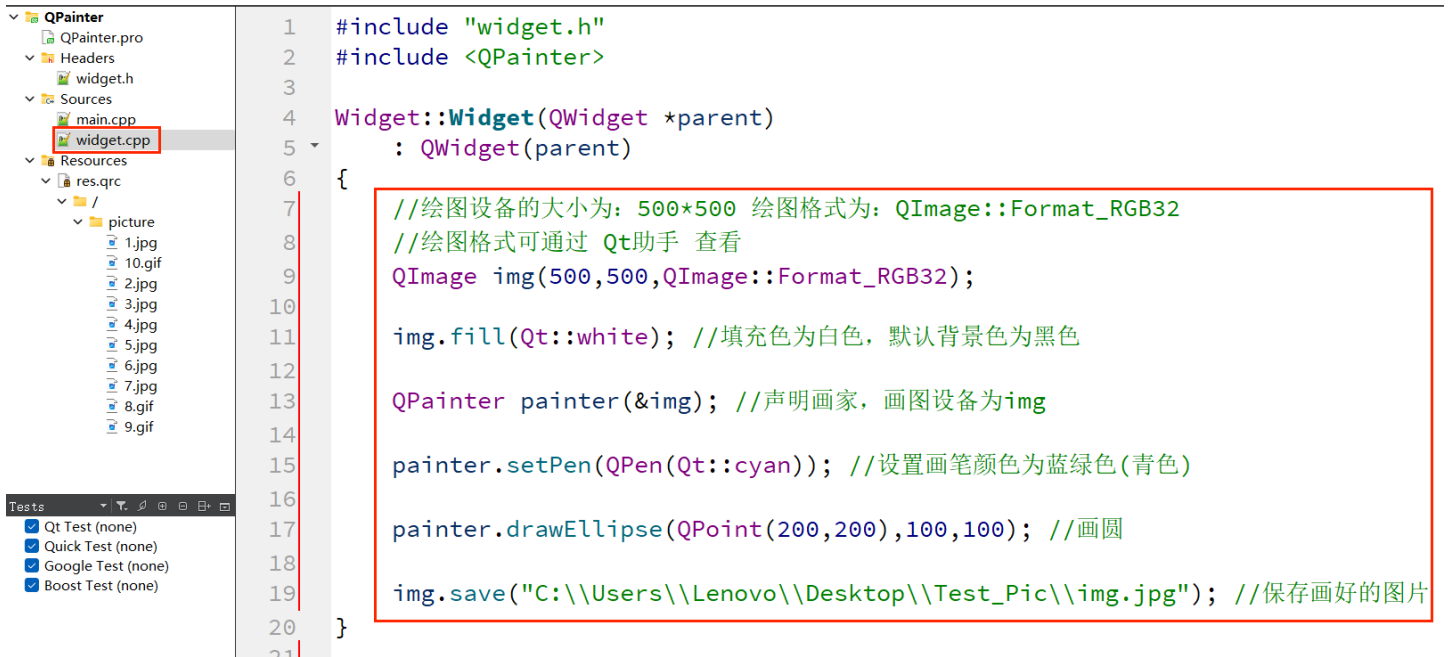 QPainter
QPainter.pro
Headers
widget.h
Sources
main.cpp
widget.cpp
Resources
res.qrc
/
picture
1.jpg
10.gif
2.jpg
3.jpg
4.jpg
5.jpg
6.jpg
7.jpg
8.gif
9.gif
Tests
Qt Test (none)
Quick Test (none)
Google Test (none)
Boost Test (none)
1 #include "widget.h"
2 #include <QPainter>
3
4 Widget::Widget(QWidget *parent)
5 : QWidget(parent)
6 {
7 //绘图设备的大小为：500*500 绘图格式为：QImage::Format_RGB32
8 //绘图格式可通过 Qt助手 查看
9 QImage img(500,500,QImage::Format_RGB32);
10
11 img.fill(Qt::white); //填充色为白色，默认背景色为黑色
12
13 QPainter painter(&img); //声明画家，画图设备为img
14
15 painter.setPen(QPen(Qt::cyan)); //设置画笔颜色为蓝绿色(青色)
16
17 painter.drawEllipse(QPoint(200,200),100,100); //画圆
18
19 img.save("C:\\Users\\Lenovo\\Desktop\\Test_Pic\\img.jpg"); //保存画好的图片
20 }
21